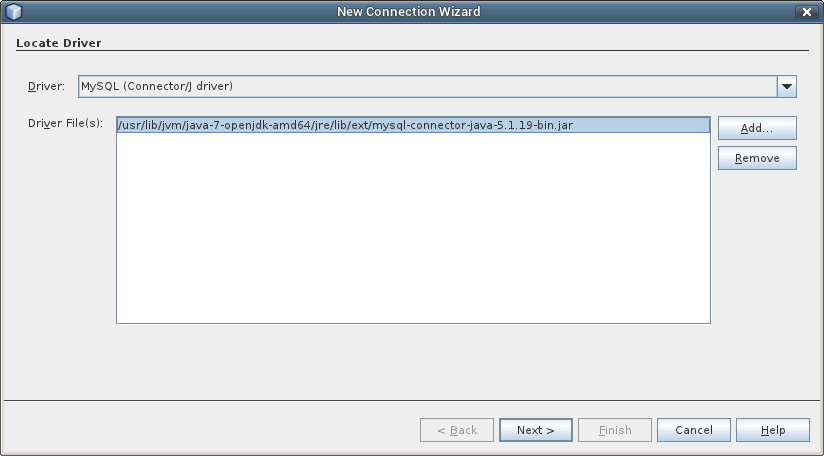 New Connection Wizard
Locate Driver
Driver: MySQL (Connector/J driver)
Driver File(s): /usr/lib/jvm/java-7-openjdk-amd64/jre/lib/ext/mysql-connector-java-5.1.19-bin.jar
Add...
Remove
< Back Next > Finish Cancel Help